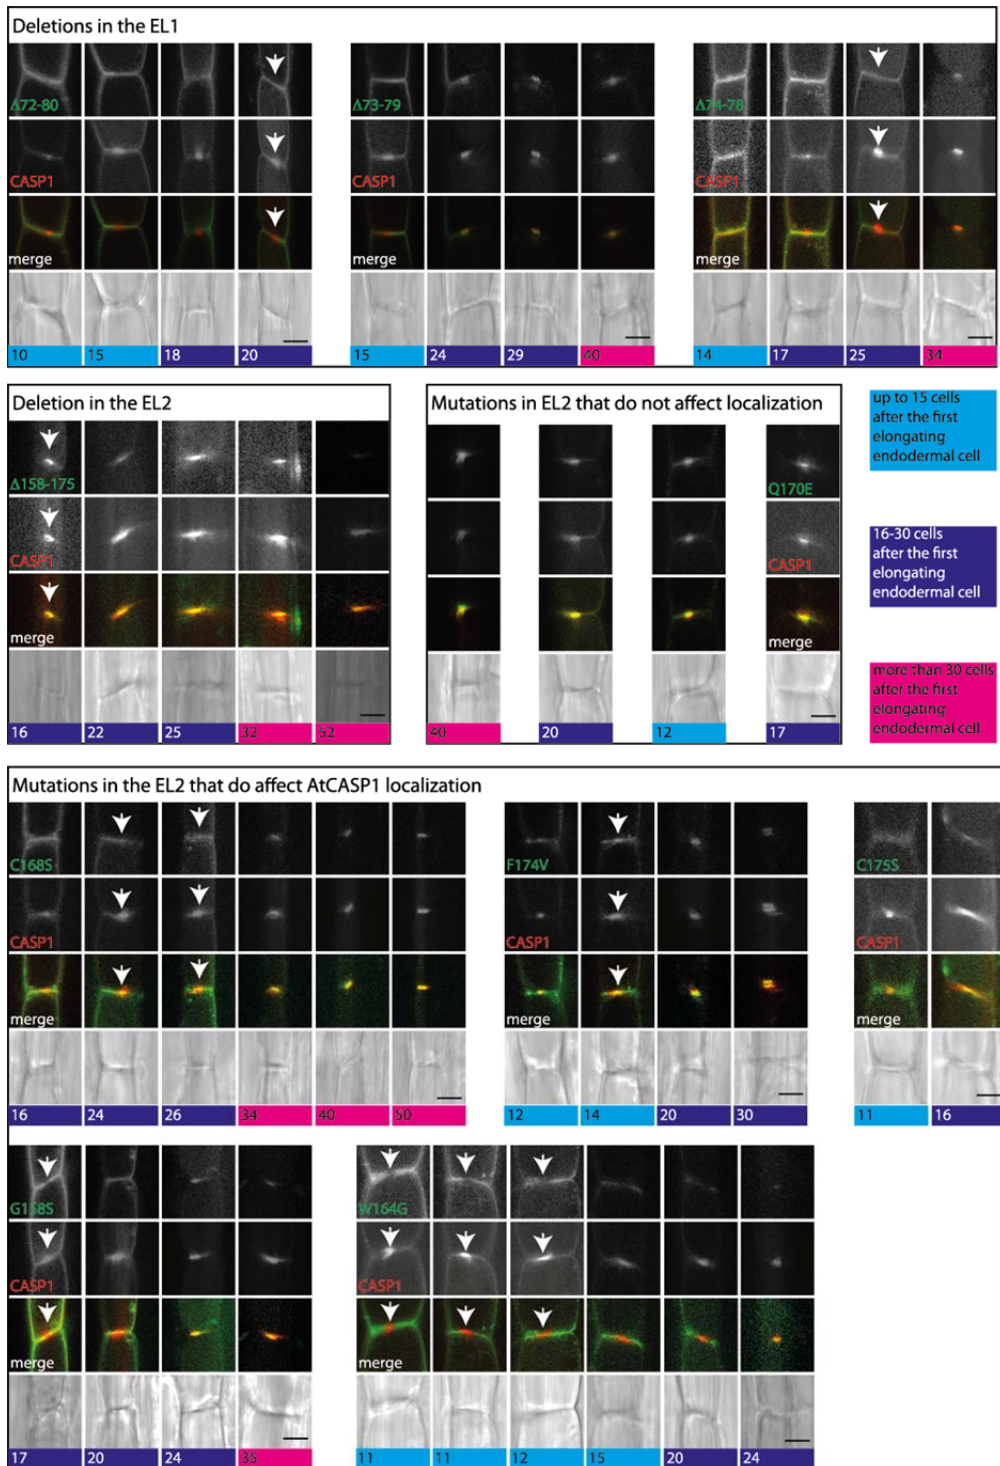 Deletions in the EL1
Δ72-80
Δ73-79
Δ74-78
CASP1
CASP1
CASP1
merge
merge
merge
10 15 18 20
15 24 29 40
14 17 25 34
Deletion in the EL2
Δ158-175
CASP1
merge
16 22 25 32 52
Mutations in EL2 that do not affect localization
Q170E
CASP1
merge
40 20 12 17
up to 15 cells
after the first
elongating
endodermal cell
16-30 cells
after the first
elongating
endodermal cell
more than 30 cells
after the first
elongating
endodermal cell
Mutations in the EL2 that do affect AtCASP1 localization
C168S
F174V
C175S
CASP1
CASP1
CASP1
merge
merge
merge
16 24 26 34 40 50
12 14 20 30
11 16
G158S
W164G
CASP1
CASP1
merge
merge
17 20 24 35
11 11 12 15 20 24